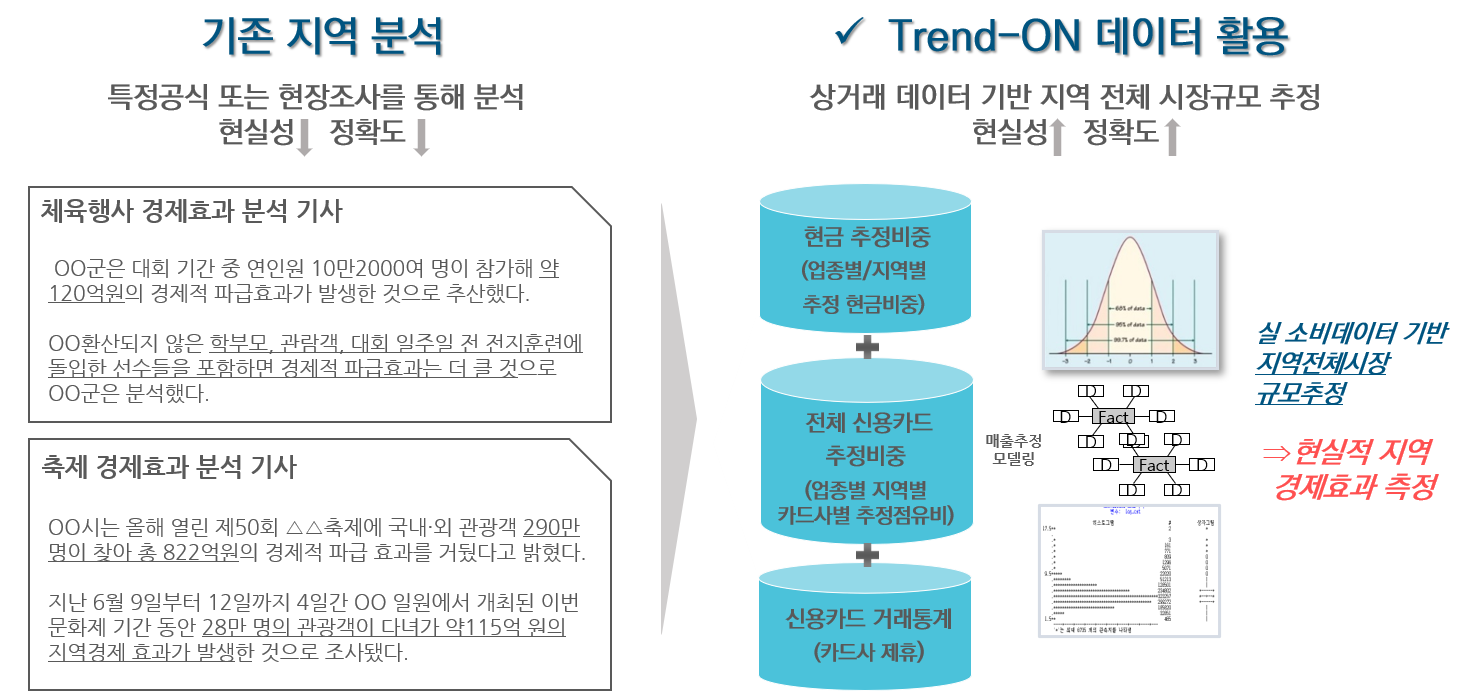 기존 지역 분석
특정공식 또는 현장조사를 통해 분석
현실성 정확도
체육행사 경제효과 분석 기사
OO군은 대회 기간 중 연인원 10만2000여 명이 참가해 약
120억원의 경제적 파급효과가 발생한 것으로 추산했다.
OO환산되지 않은 학부모, 관람객, 대회 일주일 전 전지훈련에
돌입한 선수들을 포함하면 경제적 파급효과는 더 클 것으로
OO군은 분석했다.
축제 경제효과 분석 기사
OO시는 올해 열린 제50회 △△축제에 국내·외 관광객 290만
명이 찾아 총 822억원의 경제적 파급 효과를 거뒀다고 밝혔다.
지난 6월 9일부터 12일까지 4일간 OO 일원에서 개최된 이번
문화제 기간 동안 28만 명의 관광객이 다녀가 약115억 원의
지역경제 효과가 발생한 것으로 조사됐다.
✓ Trend-ON 데이터 활용
상거래 데이터 기반 지역 전체 시장규모 추정
현실성 정확도
현금 추정비중
(업종별/지역별
추정 현금비중)
전체 신용카드
추정비중
(업종별 지역별
카드사별 추정점유비)
신용카드 거래통계
(카드사 제휴)
68% of data
95% of data
99.7% of data
-3 -2 -1 0 1 2 3
매출추정
모델링
D D
D Fact D
D D D
D Fact D
D D
히스토그램 # 상자그림
실 소비데이터 기반
지역전체시장
규모추정
⇒현실적 지역
경제효과 측정